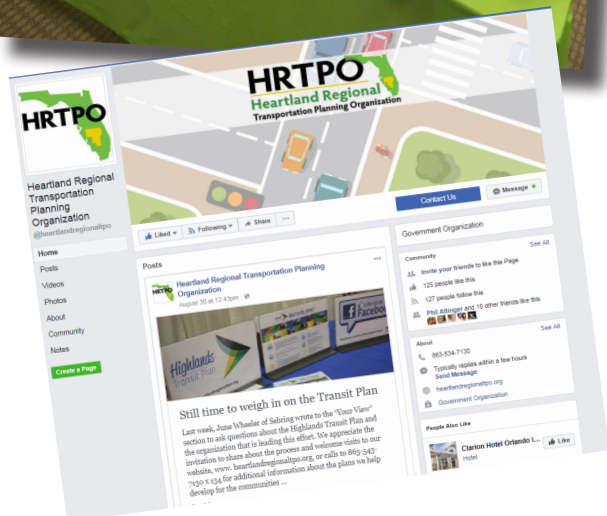 HRTPO
HRTPO
Heartland Regional
Transportation Planning Organization
Heartland Regional
Transportation
Planning
Organization
@heartlandregionaltpo
Home
Posts
Videos
Photos
About
Community
Notes
Create a Page
Liked
Following
Share
...
Contact Us
Message
Posts
HRTPO
Heartland Regional Transportation Planning
Organization
August 30 at 12:43pm
...
Highlands
Transit Plan
Facebook
Still time to weigh in on the Transit Plan
Last week, June Wheeler of Sebring wrote to the "Your View"
section to ask questions about the Highlands Transit Plan and
the organization that is leading this effort. We appreciate the
invitation to share about the process and welcome visits to our
website, www. heartlandregionaltpo.org, or calls to 863-543-
7130 x 134 for additional information about the plans we help
develop for the communities ...
Government Organization
Community
See All
Invite your friends to like this Page
125 people like this
127 people follow this
Phil Attinger and 15 other friends like this
About
See All
863-534-7130
Typically replies within a few hours
Send Message
heartlandregionaltpo.org
Government Organization
People Also Like
Clarion Hotel Orlando I...
Hotel
Like